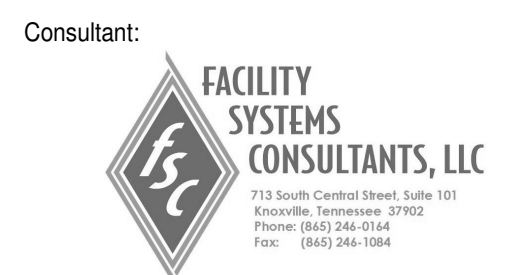 Consultant:
FACILITY
SYSTEMS
CONSULTANTS, LLC
fsc
713 South Central Street, Suite 101
Knoxville, Tennessee 37902
Phone: (865) 246-0164
Fax: (865) 246-1084